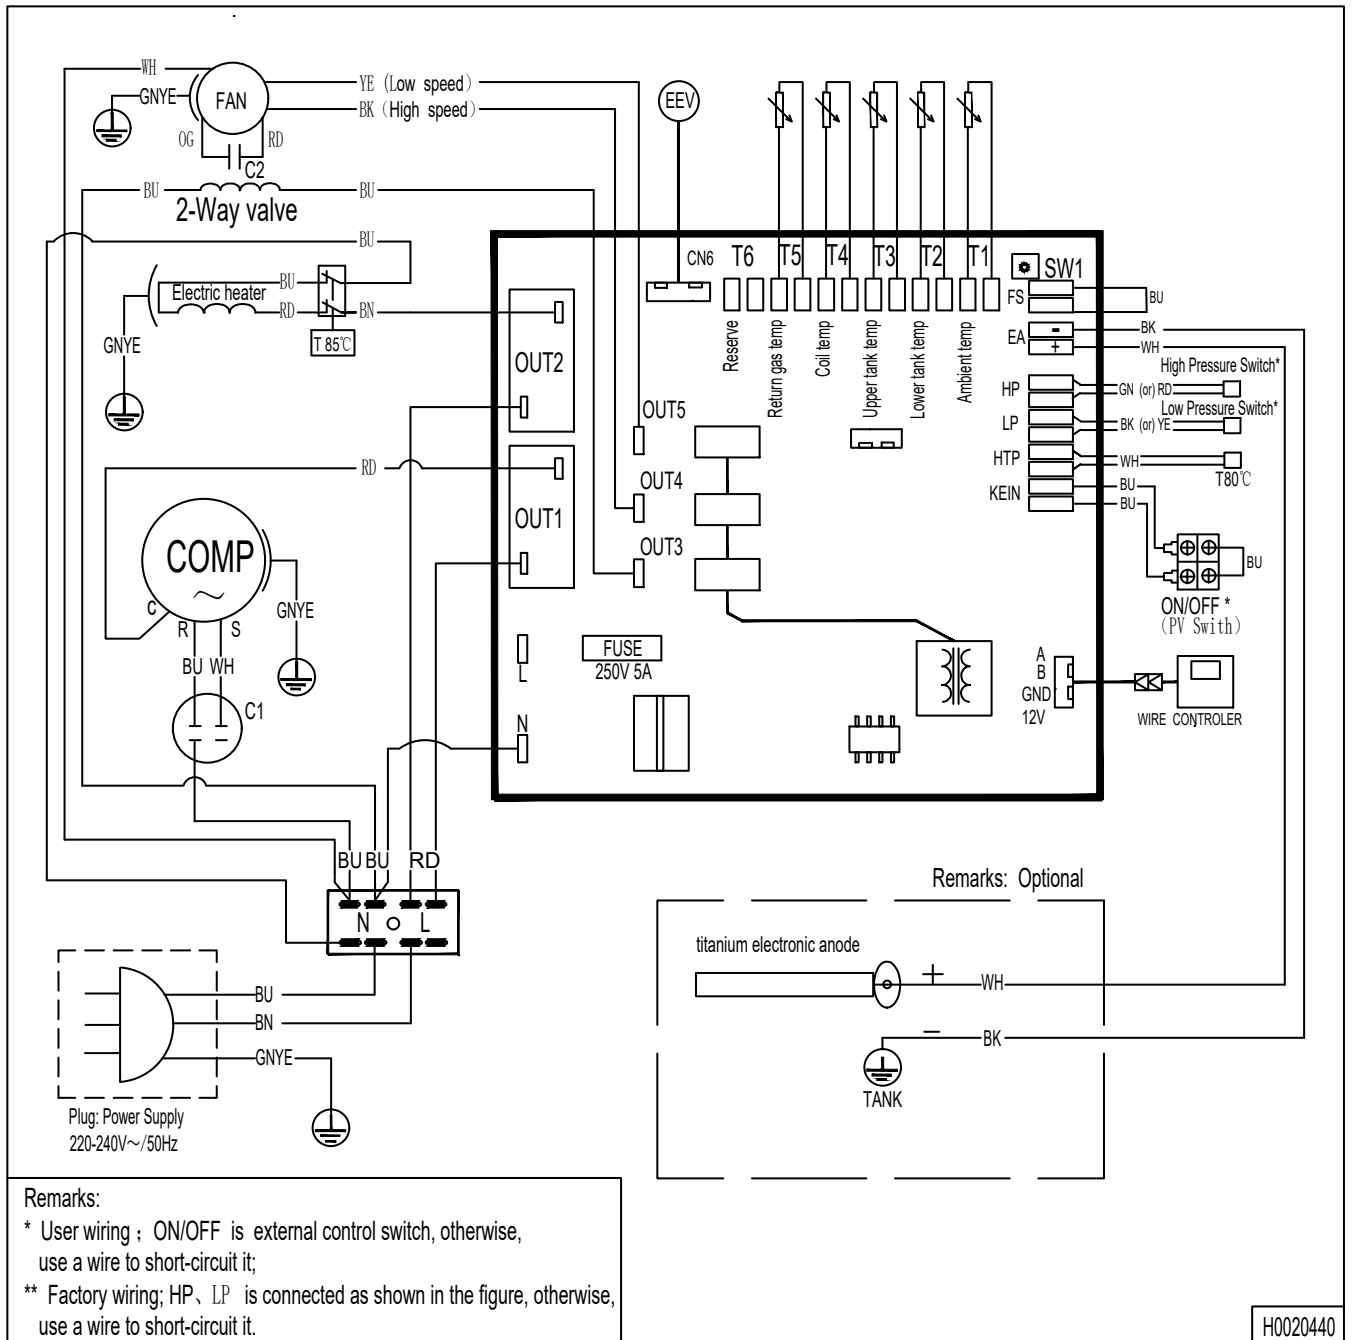 WH
GNYE
FAN
YE (Low speed)
BK (High speed)
OG
RD
C2
EEV
BU
BU
2-Way valve
BU
BU
Electric heater
RD
BN
T 85℃
GNYE
CN6
T6
T5
T4
T3
T2
T1
SW1
FS
BU
Reserve
Return gas temp
Coil temp
Upper tank temp
Lower tank temp
Ambient temp
EA
-
+
BK
WH
High Pressure Switch*
HP
GN (or) RD
Low Pressure Switch*
LP
BK (or) YE
HTP
WH
T80℃
KEIN
BU
BU
BU
ON/OFF *
(PV Swith)
OUT2
OUT5
OUT4
OUT3
OUT1
RD
COMP
~
C
R
S
GNYE
BU
WH
C1
L
FUSE
250V 5A
N
A
B
GND
12V
WIRE CONTROLER
BU
BU
RD
N
L
BU
BN
GNYE
Plug: Power Supply
220-240V～/50Hz
Remarks: Optional
titanium electronic anode
+
WH
−
BK
TANK
Remarks:
* User wiring ; ON/OFF is external control switch, otherwise,
use a wire to short-circuit it;
** Factory wiring; HP、LP is connected as shown in the figure, otherwise,
use a wire to short-circuit it.
H0020440